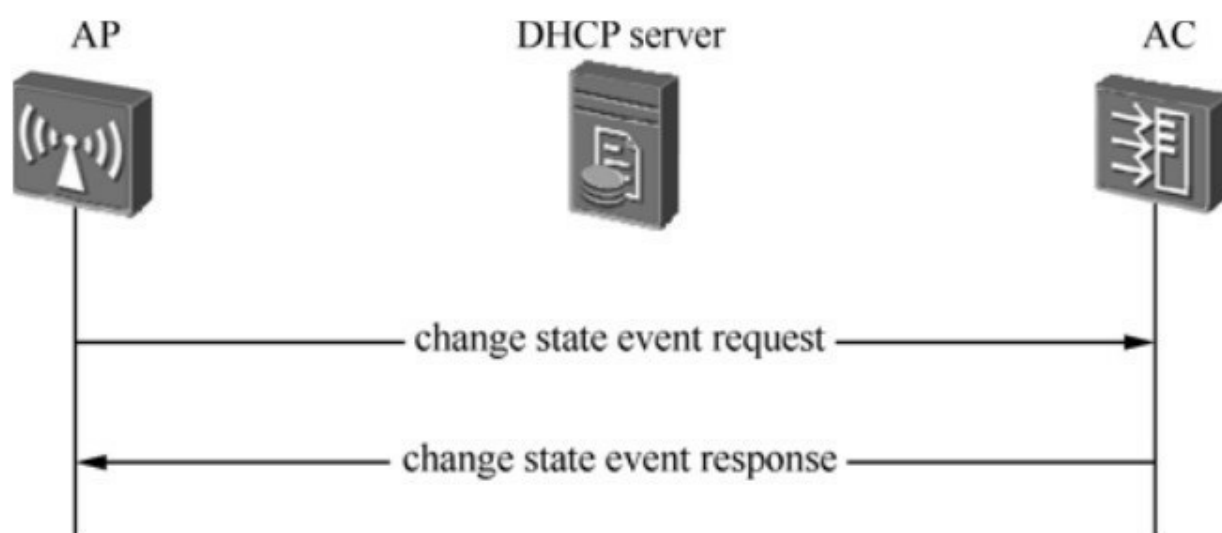 AP
DHCP server
AC
change state event request
change state event response